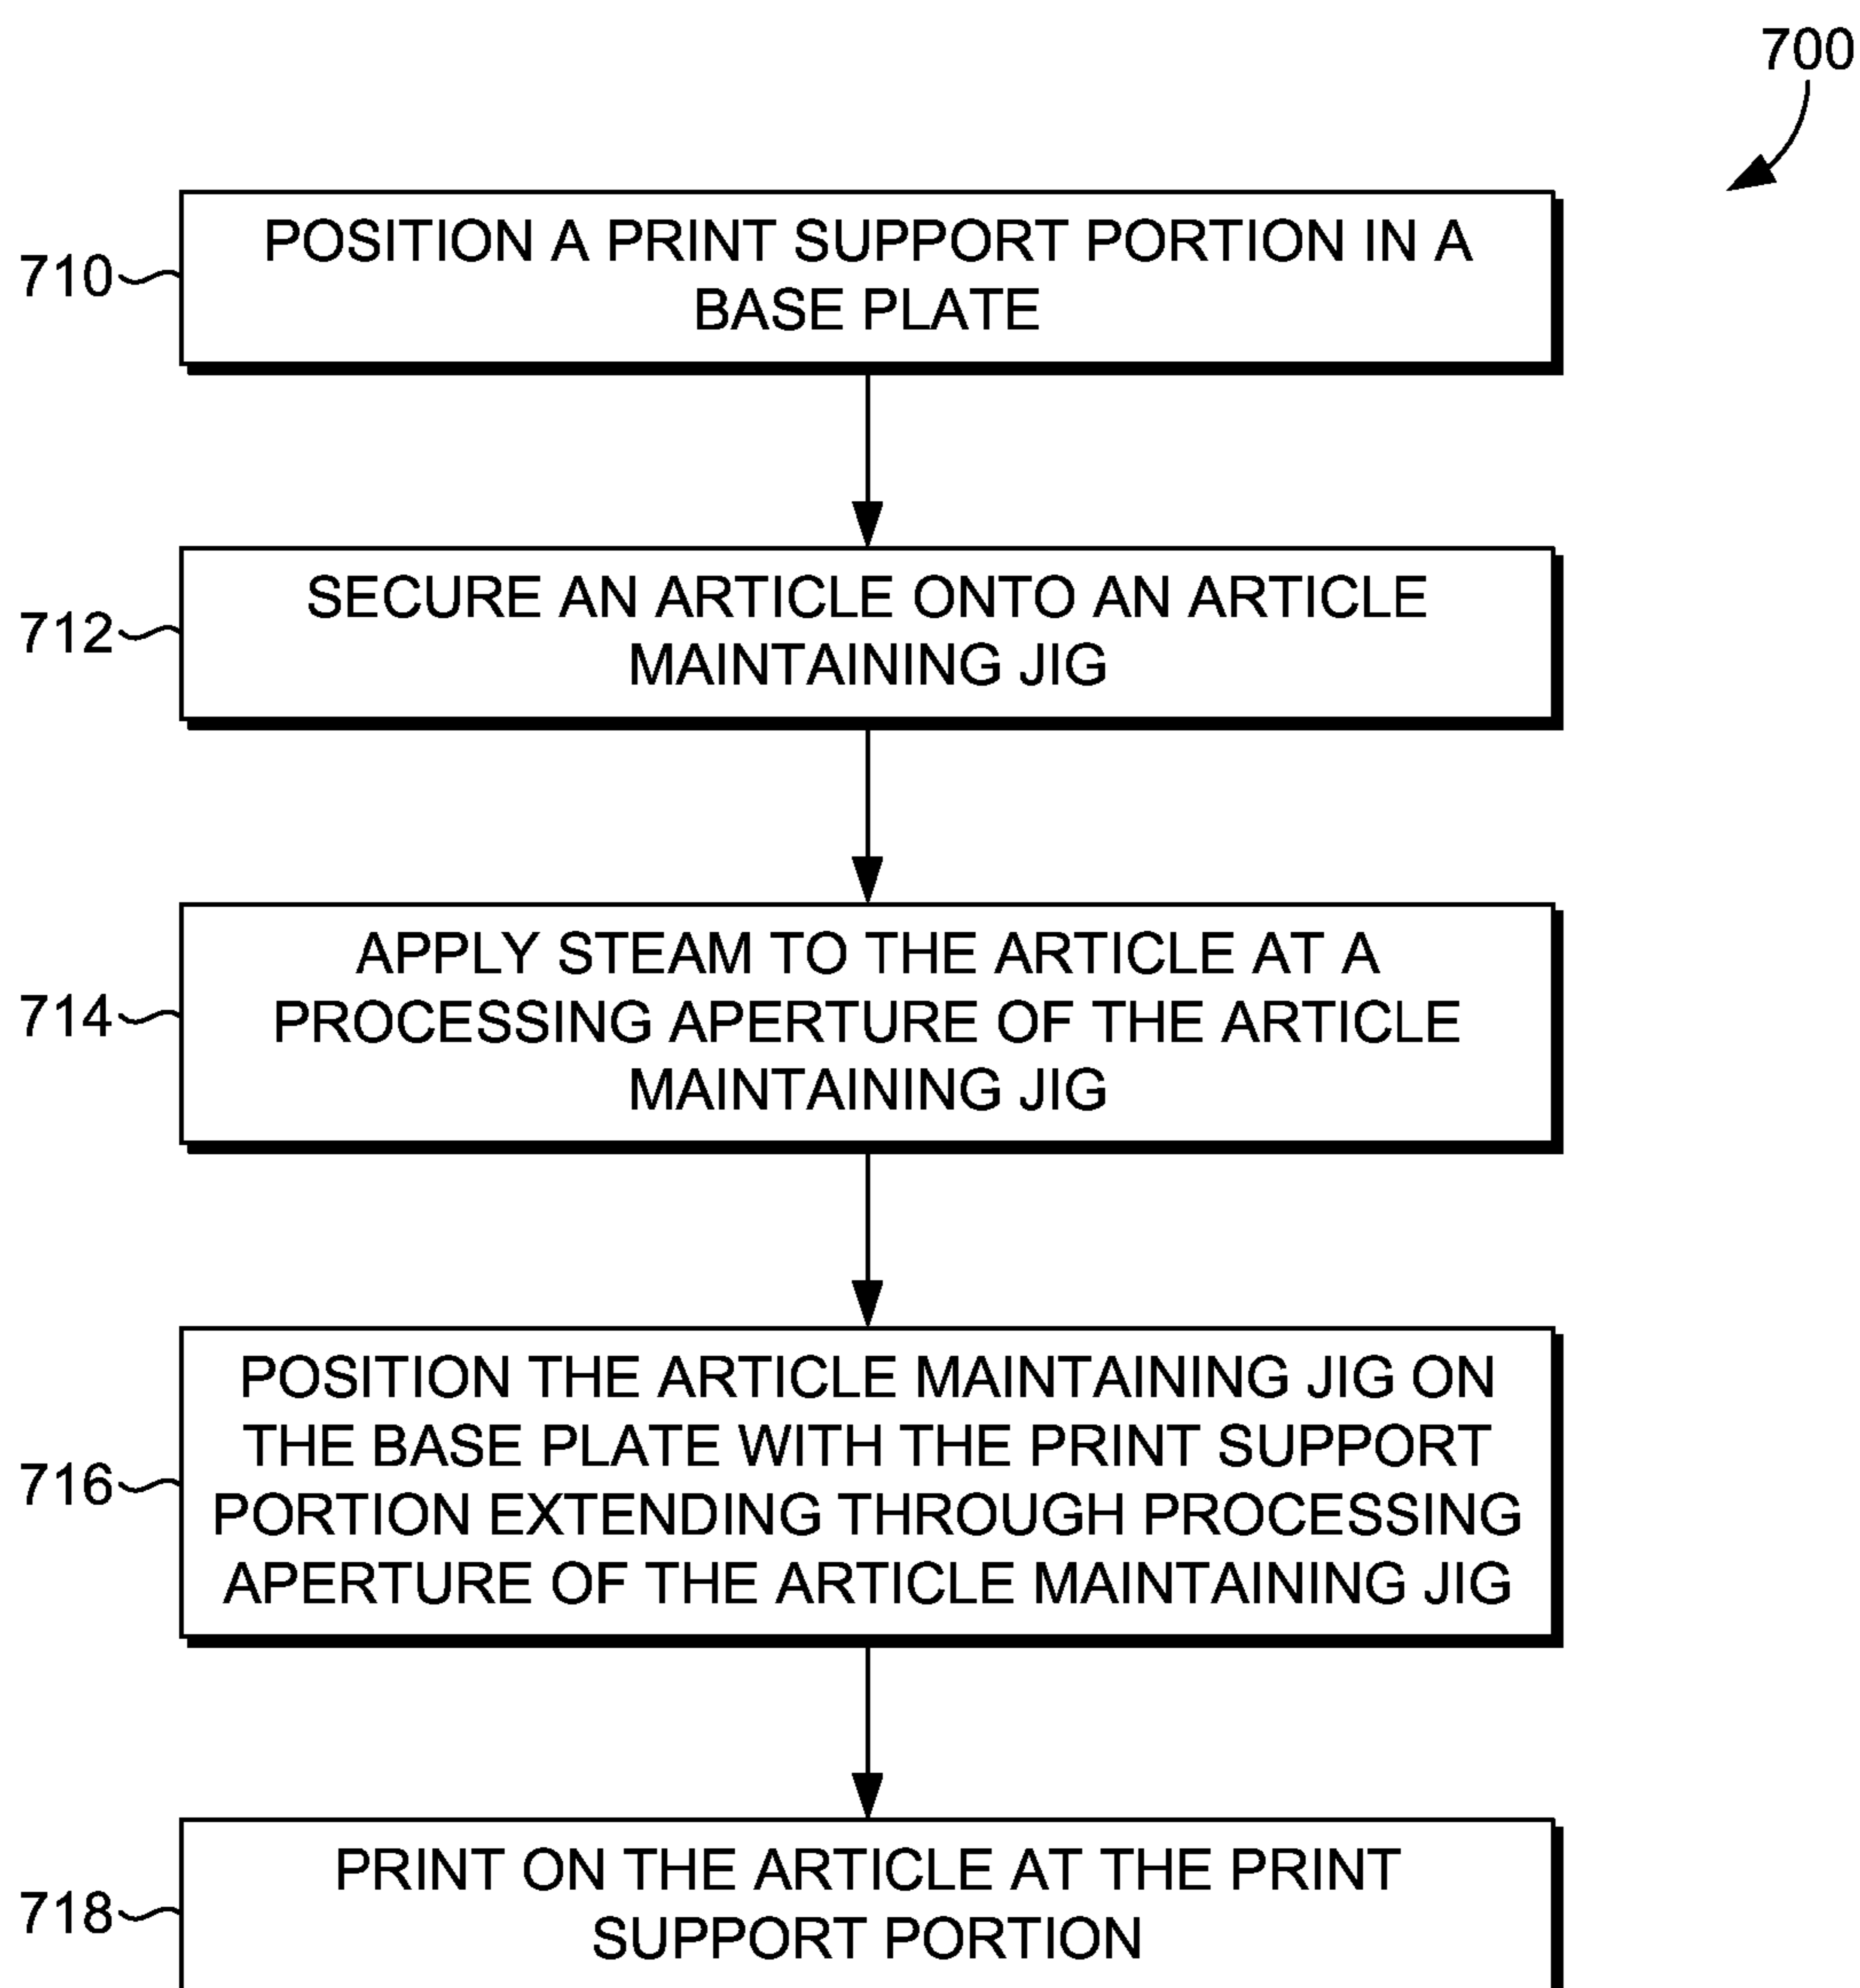 700
710
POSITION A PRINT SUPPORT PORTION IN A
BASE PLATE
712
SECURE AN ARTICLE ONTO AN ARTICLE
MAINTAINING JIG
714
APPLY STEAM TO THE ARTICLE AT A
PROCESSING APERTURE OF THE ARTICLE
MAINTAINING JIG
716
POSITION THE ARTICLE MAINTAINING JIG ON
THE BASE PLATE WITH THE PRINT SUPPORT
PORTION EXTENDING THROUGH PROCESSING
APERTURE OF THE ARTICLE MAINTAINING JIG
718
PRINT ON THE ARTICLE AT THE PRINT
SUPPORT PORTION